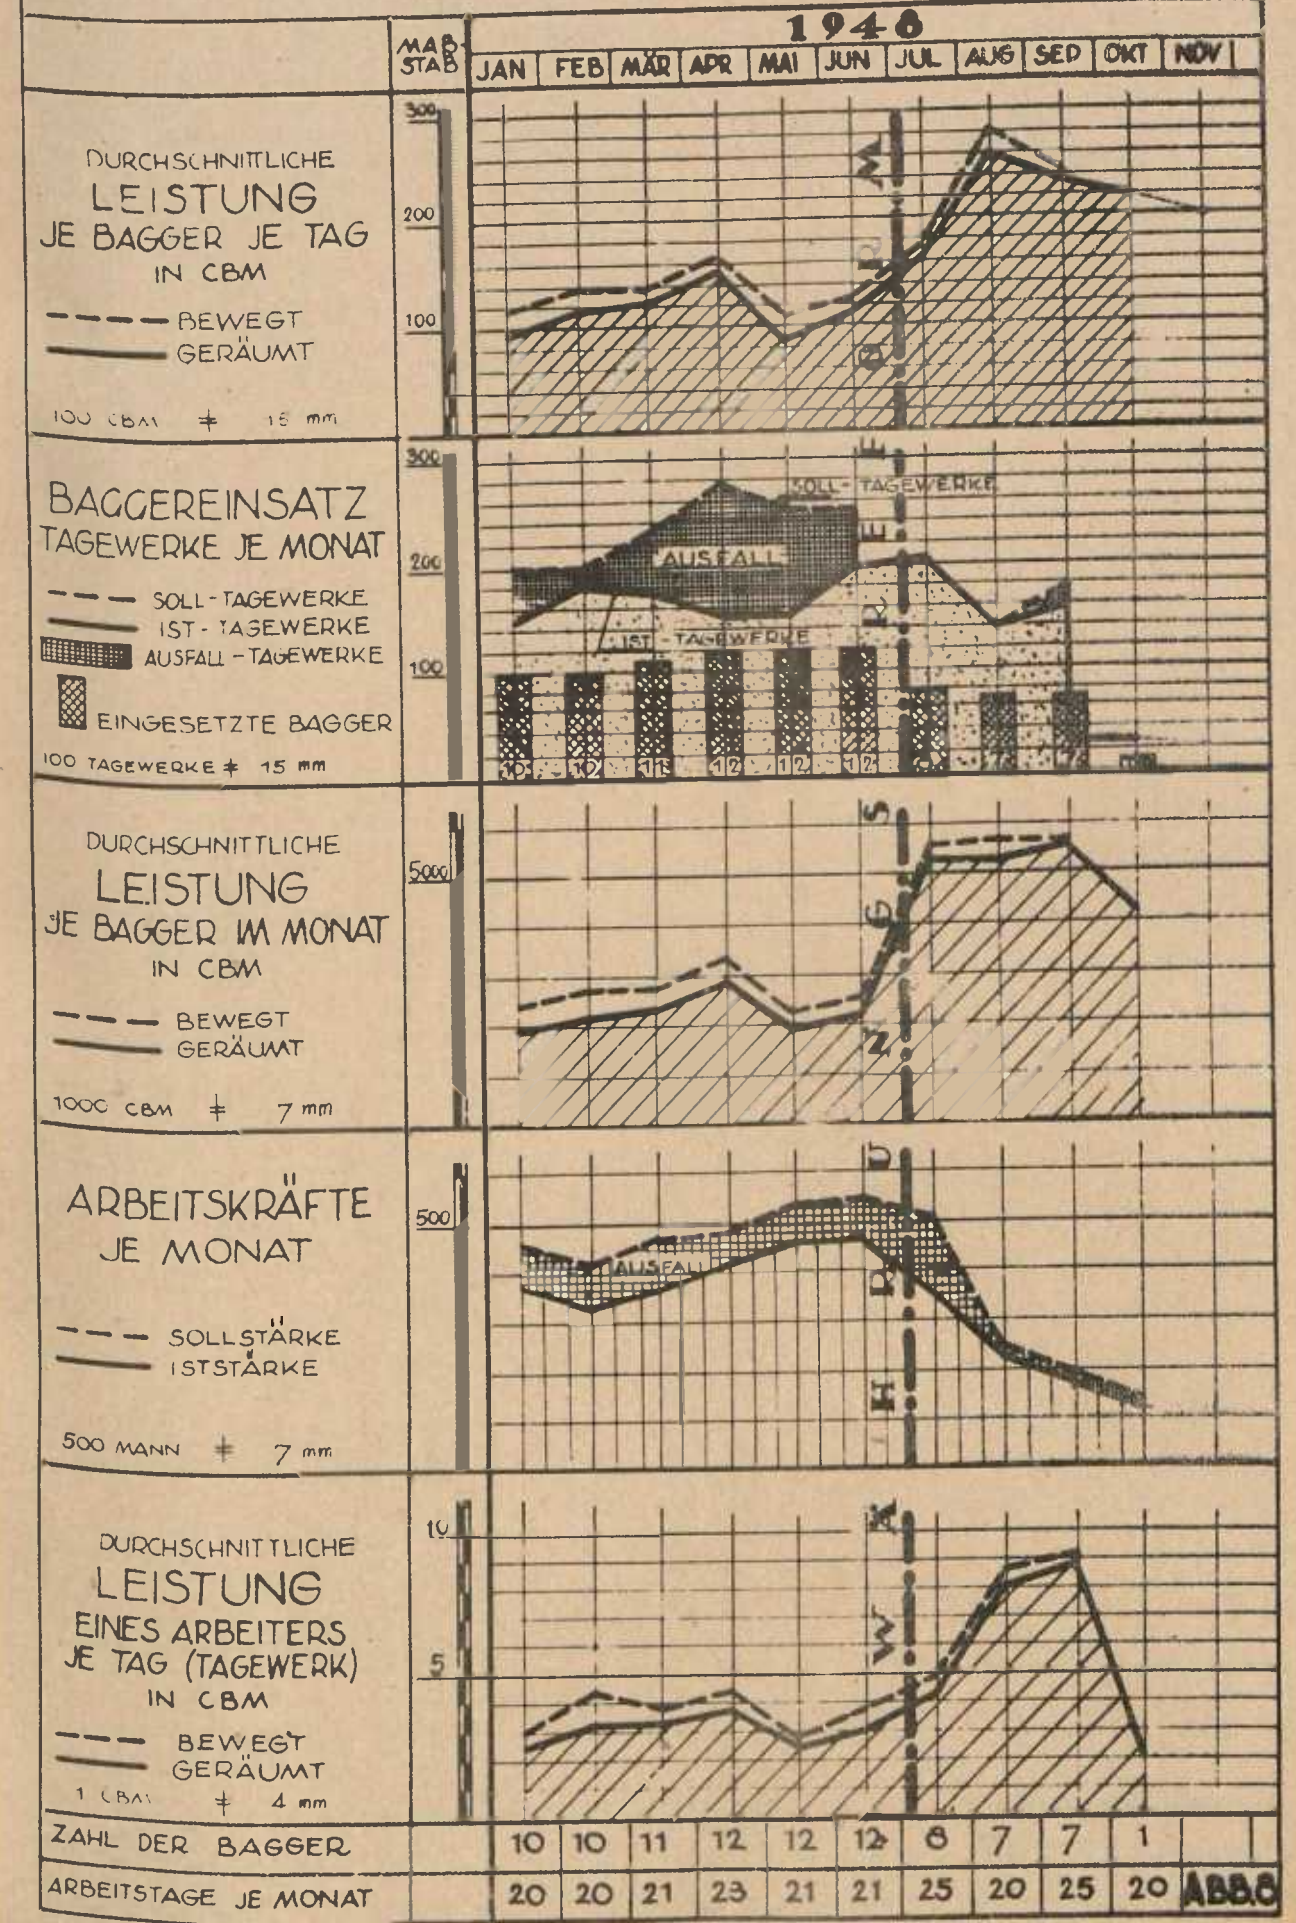 MAß-
STAB
1948
JAN FEB MÄR APR MAI JUN JUL AUG SEP OKT NOV
DURCHSCHNITTLICHE
LEISTUNG
JE BAGGER JE TAG
IN CBM
BEWEGT
GERÄUMT
100 CBM ≙ 15 mm
300
200
100
BAGGEREINSATZ
TAGEWERKE JE MONAT
SOLL-TAGEWERKE
IST-TAGEWERKE
AUSFALL-TAGEWERKE
EINGESETZTE BAGGER
100 TAGEWERKE ≙ 15 mm
300
200
100
SOLL-TAGEWERKE
AUSFALL
IST-TAGEWERKE
10 10 11 12 12 12
DURCHSCHNITTLICHE
LEISTUNG
JE BAGGER IM MONAT
IN CBM
BEWEGT
GERÄUMT
1000 CBM ≙ 7 mm
5000
ARBEITSKRÄFTE
JE MONAT
SOLLSTÄRKE
ISTSTÄRKE
500 MANN ≙ 7 mm
500
AUSFALL
DURCHSCHNITTLICHE
LEISTUNG
EINES ARBEITERS
JE TAG (TAGEWERK)
IN CBM
BEWEGT
GERÄUMT
1 CBM ≙ 4 mm
10
5
WÄHRUNGSREFORM
ZAHL DER BAGGER 10 10 11 12 12 12 8 7 7 1
ARBEITSTAGE JE MONAT 20 20 21 23 21 21 25 20 25 20 ABB.8